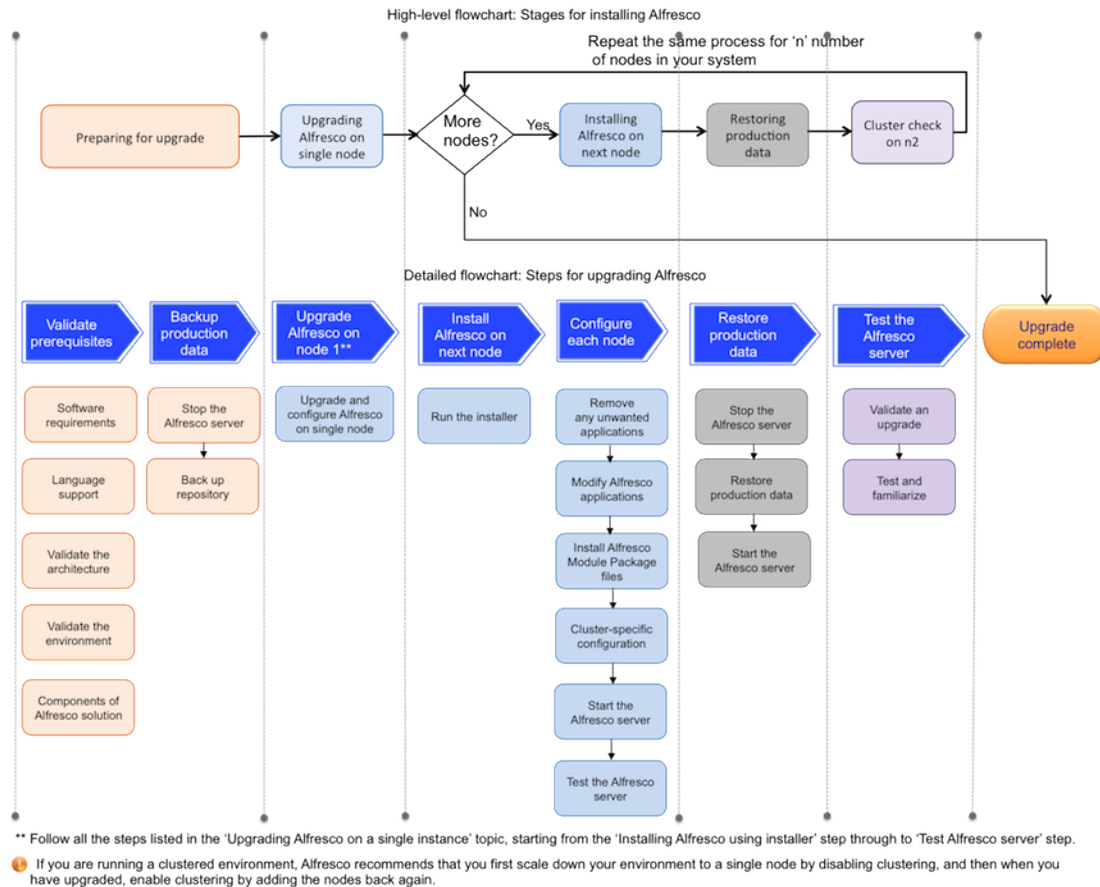 High-level flowchart: Stages for installing Alfresco
Repeat the same process for ‘n’ number
of nodes in your system
Preparing for upgrade
Upgrading
Alfresco on
single node
More
nodes?
Yes
Installing
Alfresco on
next node
Restoring
production
data
Cluster check
on n2
No
Detailed flowchart: Steps for upgrading Alfresco
Validate
prerequisites
Backup
production
data
Upgrade
Alfresco on
node 1**
Install
Alfresco on
next node
Configure
each node
Restore
production
data
Test the
Alfresco
server
Upgrade
complete
Software
requirements
Language
support
Validate the
architecture
Validate the
environment
Components of
Alfresco solution
Stop the
Alfresco server
Back up
repository
Upgrade and
configure Alfresco
on single node
Run the installer
Remove
any unwanted
applications
Modify Alfresco
applications
Install Alfresco
Module Package
files
Cluster-specific
configuration
Start the
Alfresco server
Test the Alfresco
server
Stop the
Alfresco server
Restore
production data
Start the
Alfresco server
Validate an
upgrade
Test and
familiarize
** Follow all the steps listed in the ‘Upgrading Alfresco on a single instance’ topic, starting from the ‘Installing Alfresco using installer’ step through to ‘Test Alfresco server’ step.
If you are running a clustered environment, Alfresco recommends that you first scale down your environment to a single node by disabling clustering, and then when you
have upgraded, enable clustering by adding the nodes back again.